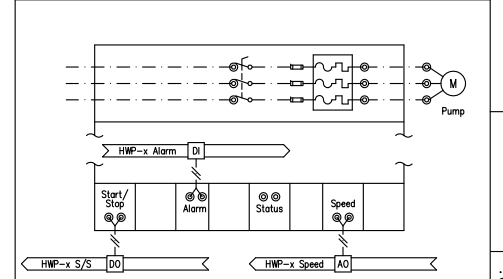 M
Pump
HWP-x Alarm DI
Start/
Stop
Alarm
Status
Speed
HWP-x S/S DO
HWP-x Speed AO